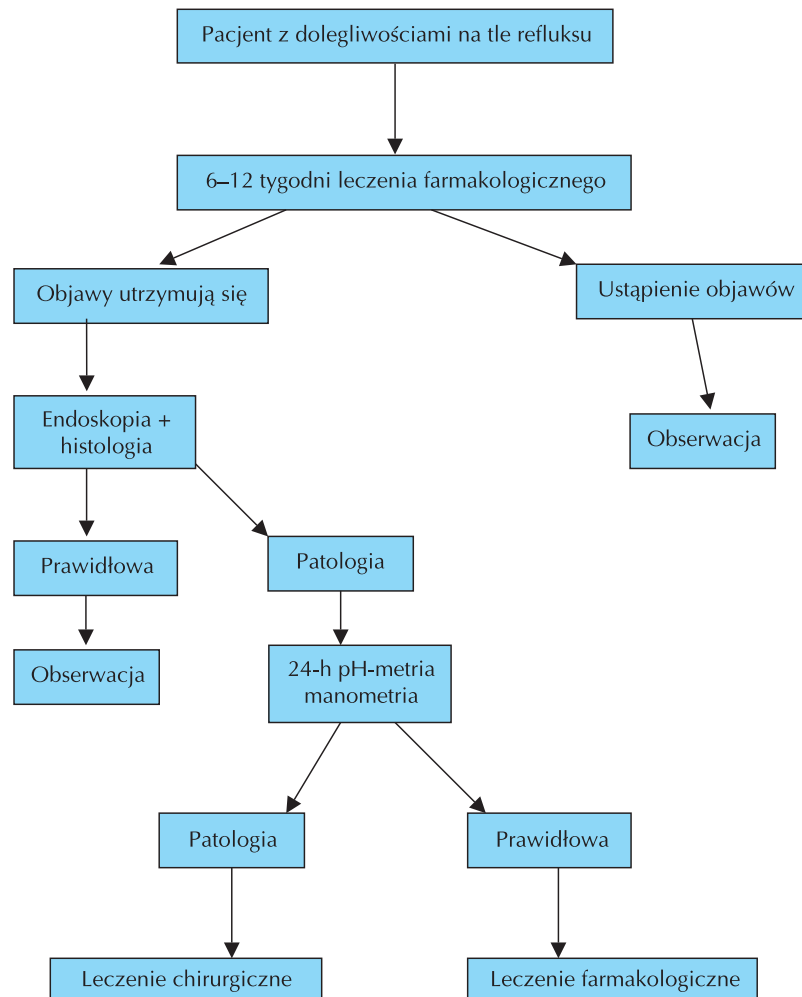 Pacjent z dolegliwościami na tle refluksu
6–12 tygodni leczenia farmakologicznego
Objawy utrzymują się
Ustąpienie objawów
Endoskopia +
histologia
Obserwacja
Prawidłowa
Patologia
Obserwacja
24-h pH-metria
manometria
Patologia
Prawidłowa
Leczenie chirurgiczne
Leczenie farmakologiczne